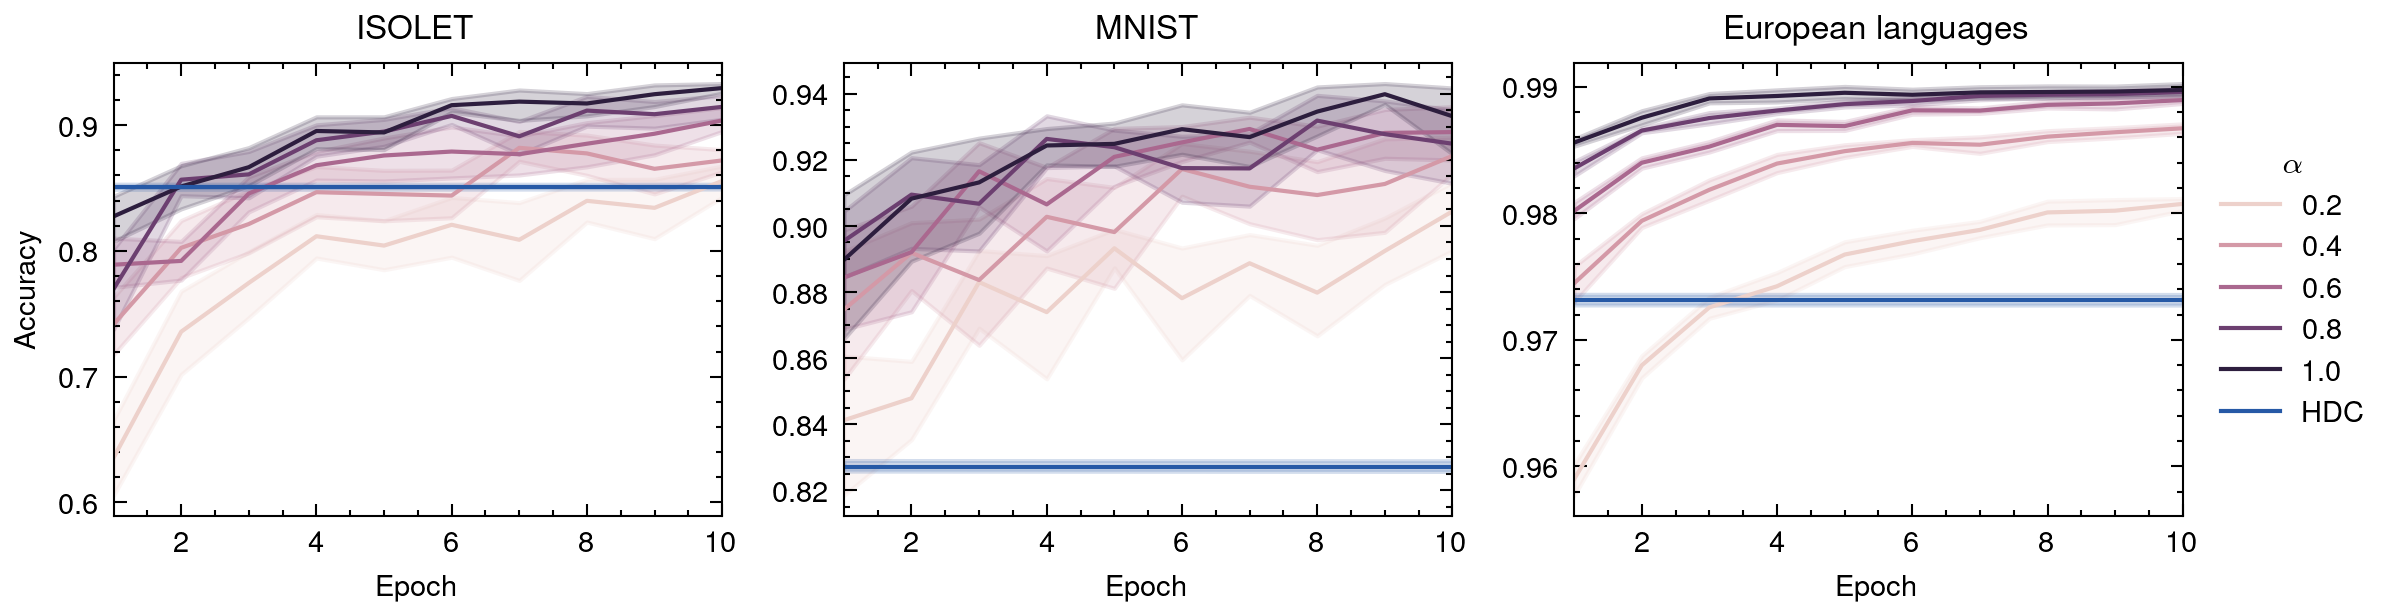 ISOLET
MNIST
European languages
Accuracy
0.9
0.8
0.7
0.6
2 4 6 8 10
Epoch
0.94
0.92
0.90
0.88
0.86
0.84
0.82
2 4 6 8 10
Epoch
0.99
0.98
0.97
0.96
2 4 6 8 10
Epoch
α
0.2
0.4
0.6
0.8
1.0
HDC